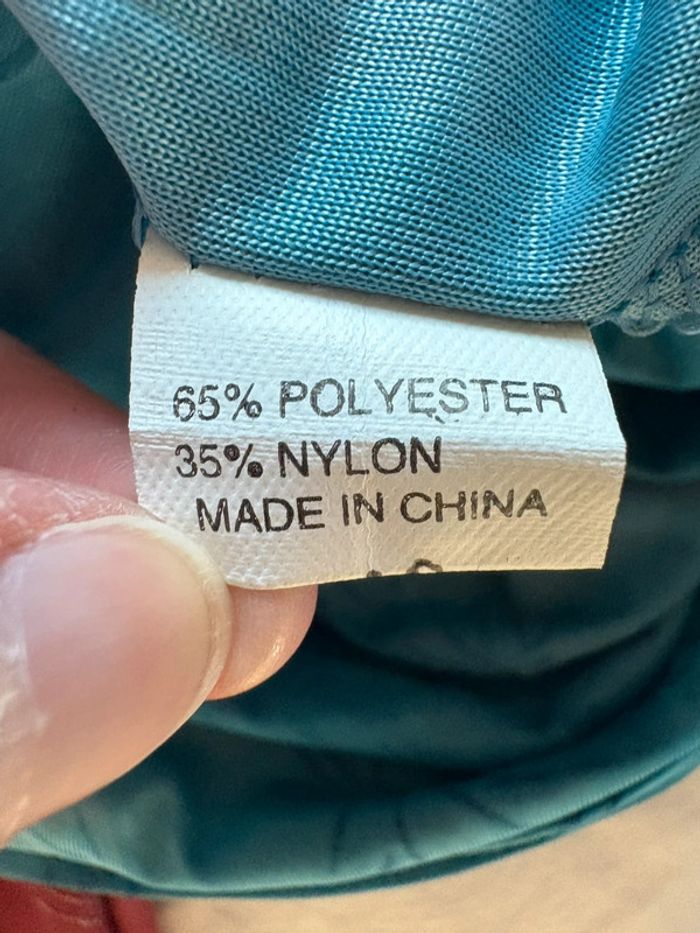 65% POLYESTER
35% NYLON
MADE IN CHINA